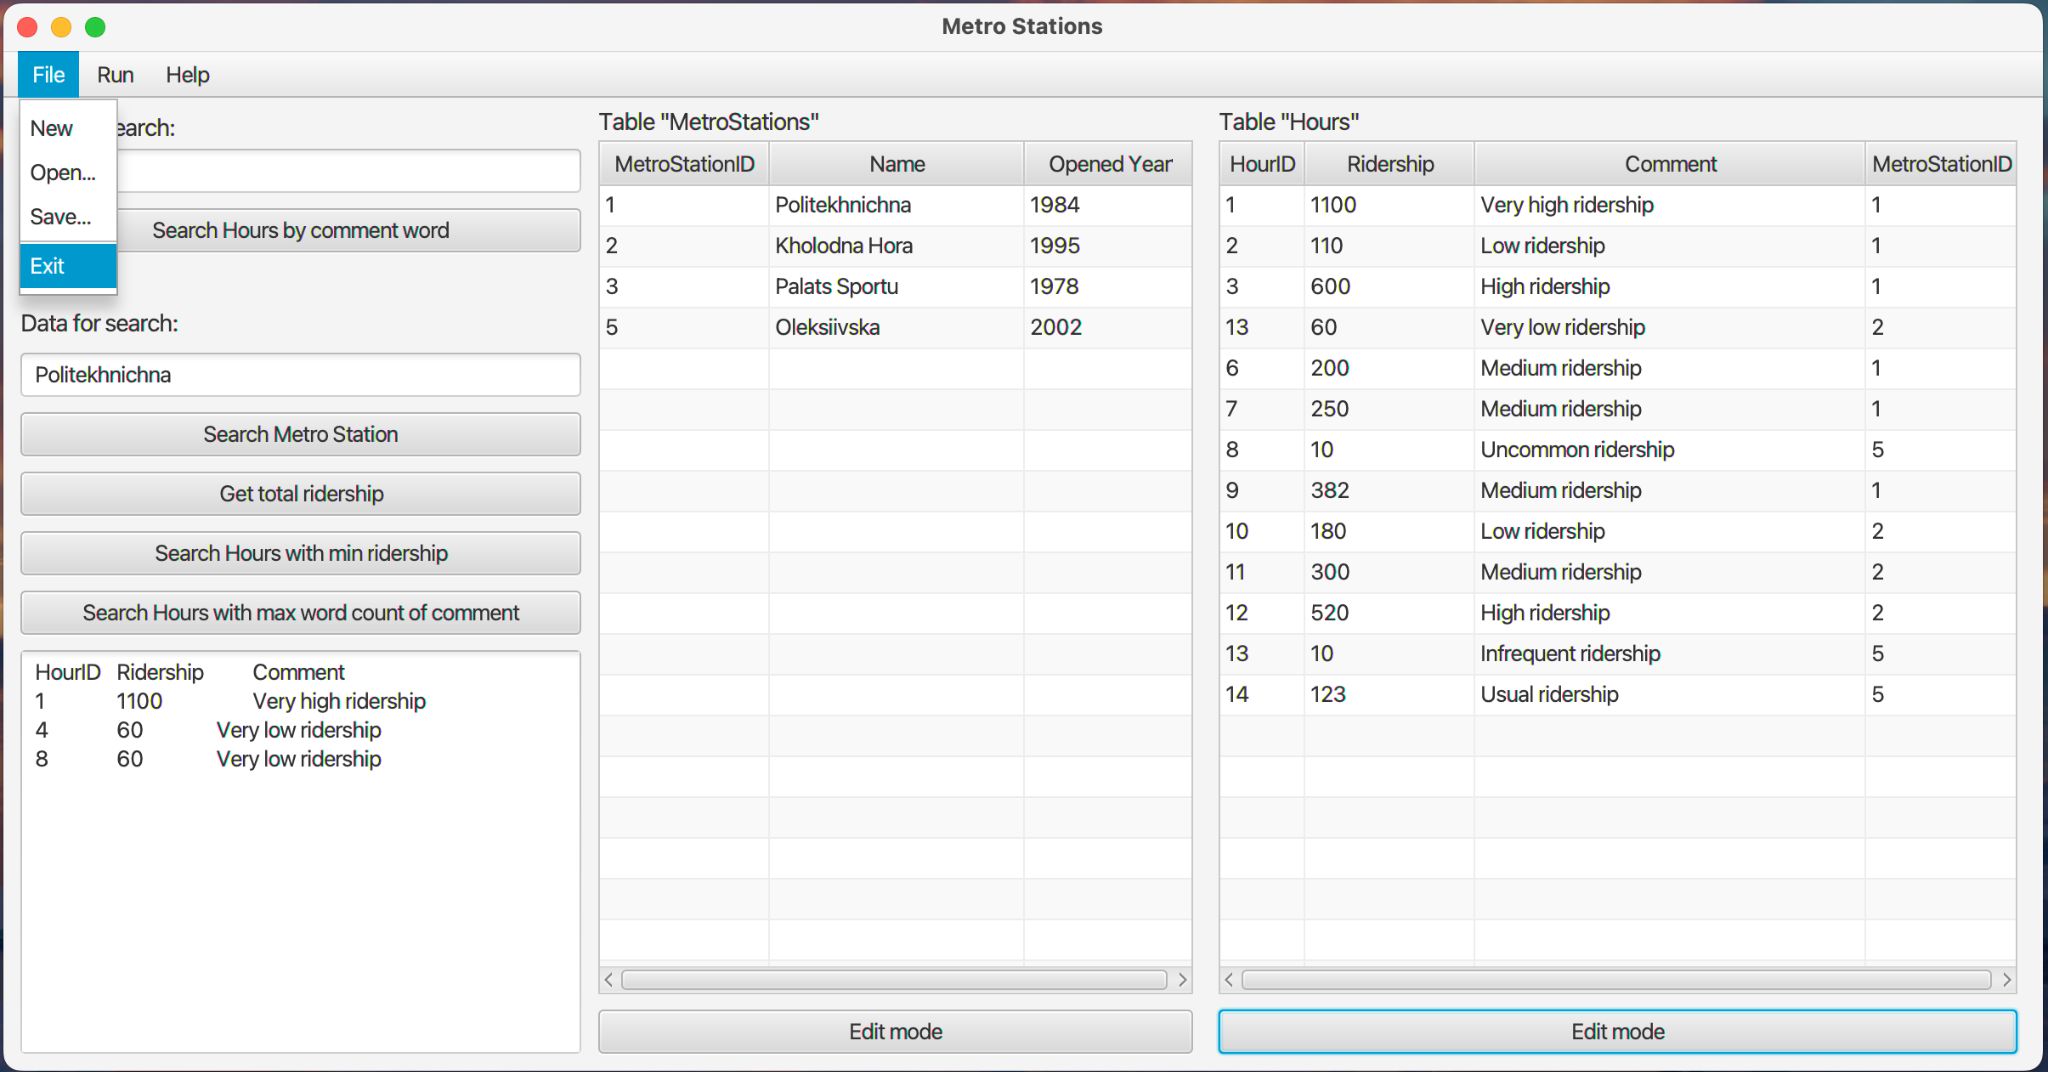 Metro Stations
File Run Help
New
Open...
Save...
Exit
earch:
Search Hours by comment word
Data for search:
Politekhnichna
Search Metro Station
Get total ridership
Search Hours with min ridership
Search Hours with max word count of comment
HourID Ridership Comment
1 1100 Very high ridership
4 60 Very low ridership
8 60 Very low ridership
Table "MetroStations"
MetroStationID Name Opened Year
1 Politekhnichna 1984
2 Kholodna Hora 1995
3 Palats Sportu 1978
5 Oleksiivska 2002
Edit mode
Table "Hours"
HourID Ridership Comment MetroStationID
1 1100 Very high ridership 1
2 110 Low ridership 1
3 600 High ridership 1
13 60 Very low ridership 2
6 200 Medium ridership 1
7 250 Medium ridership 1
8 10 Uncommon ridership 5
9 382 Medium ridership 1
10 180 Low ridership 2
11 300 Medium ridership 2
12 520 High ridership 2
13 10 Infrequent ridership 5
14 123 Usual ridership 5
Edit mode